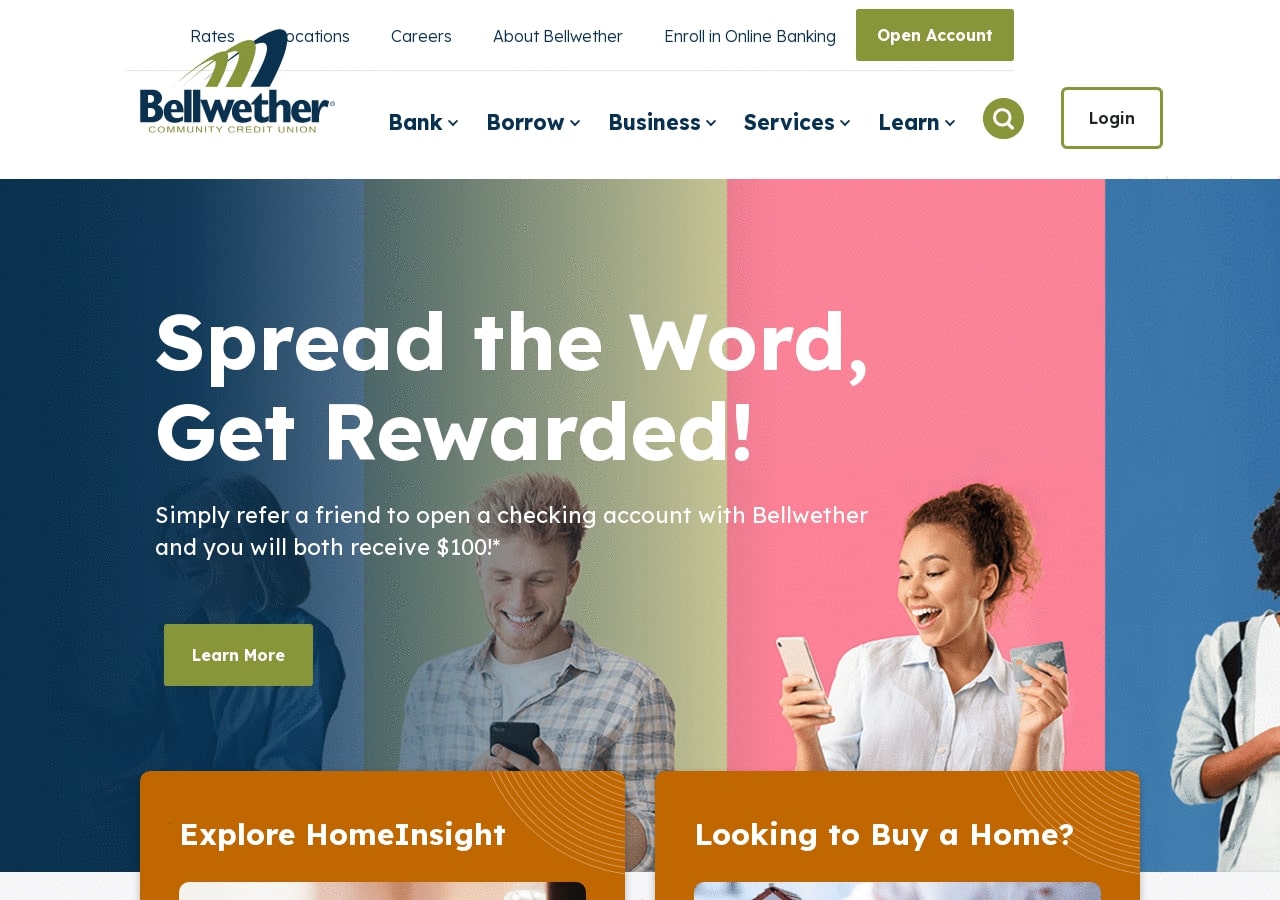 Rates
ocations
Careers
About Bellwether
Enroll in Online Banking
Open Account
Bellwether®
COMMUNITY CREDIT UNION
Bank
Borrow
Business
Services
Learn
Login
Spread the Word,
Get Rewarded!
Simply refer a friend to open a checking account with Bellwether
and you will both receive $100!*
Learn More
Explore HomeInsight
Looking to Buy a Home?